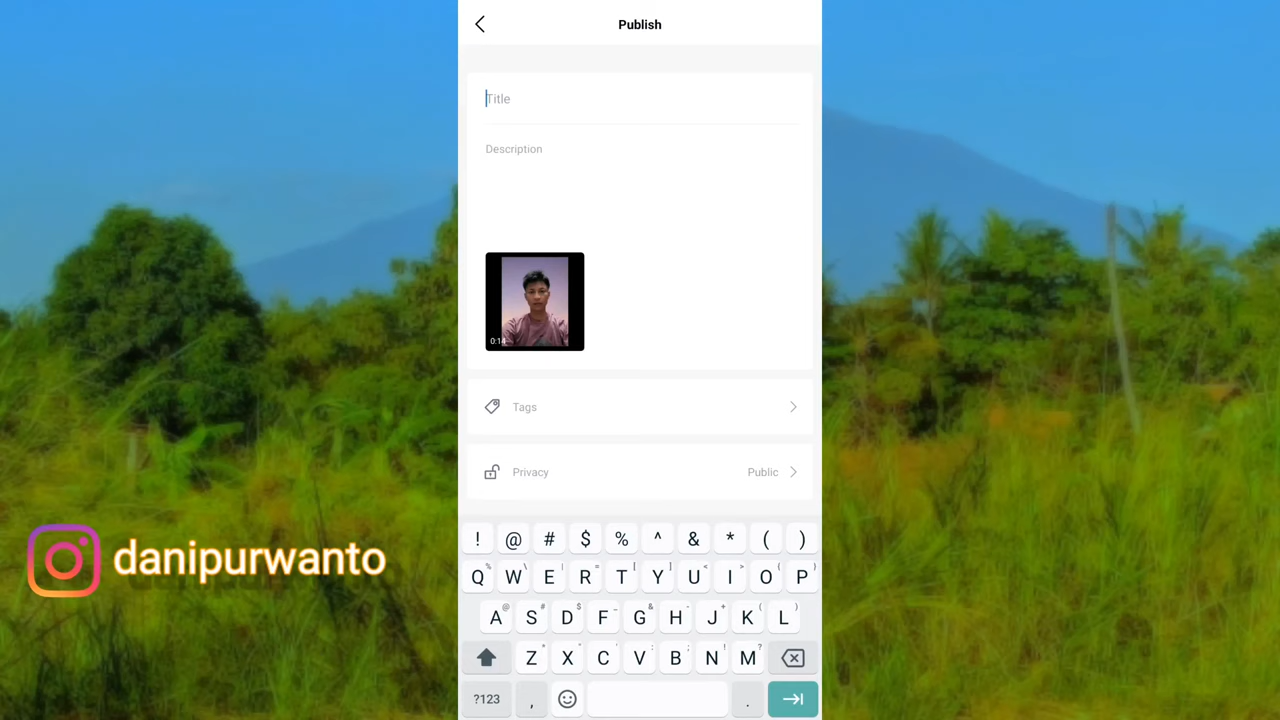 Publish
Title
Description
0:14
Tags
Privacy Public
danipurwanto
! @ # $ % ^ & * ( )
Q W E R T Y U I O P
A S D F G H J K L
Z X C V B N M
?123 , .